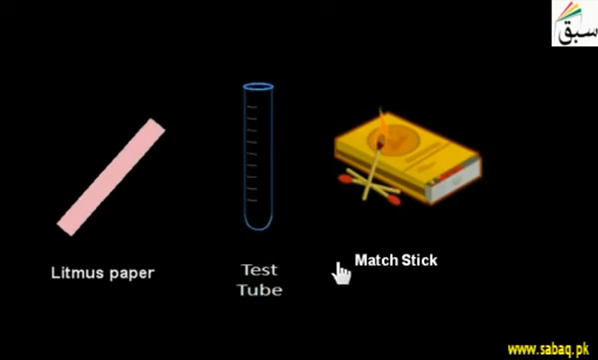 سبق
Litmus paper
Test
Tube
Match Stick
www.sabaq.pk